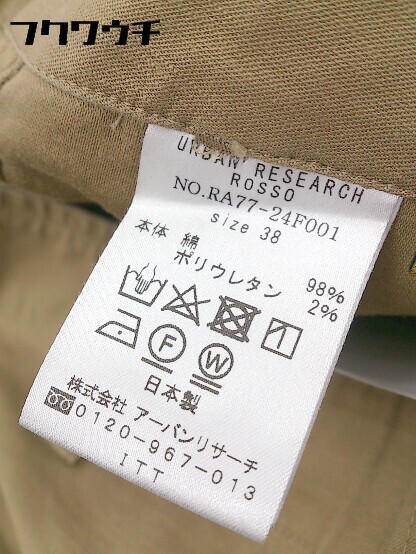 フクワウチ
URBAN RESEARCH
ROSSO
NO.RA77-24F001
size 38
本体 綿 98%
ポリウレタン 2%
F W
日本製
株式会社 アーバンリサーチ
0120-967-013
ITT